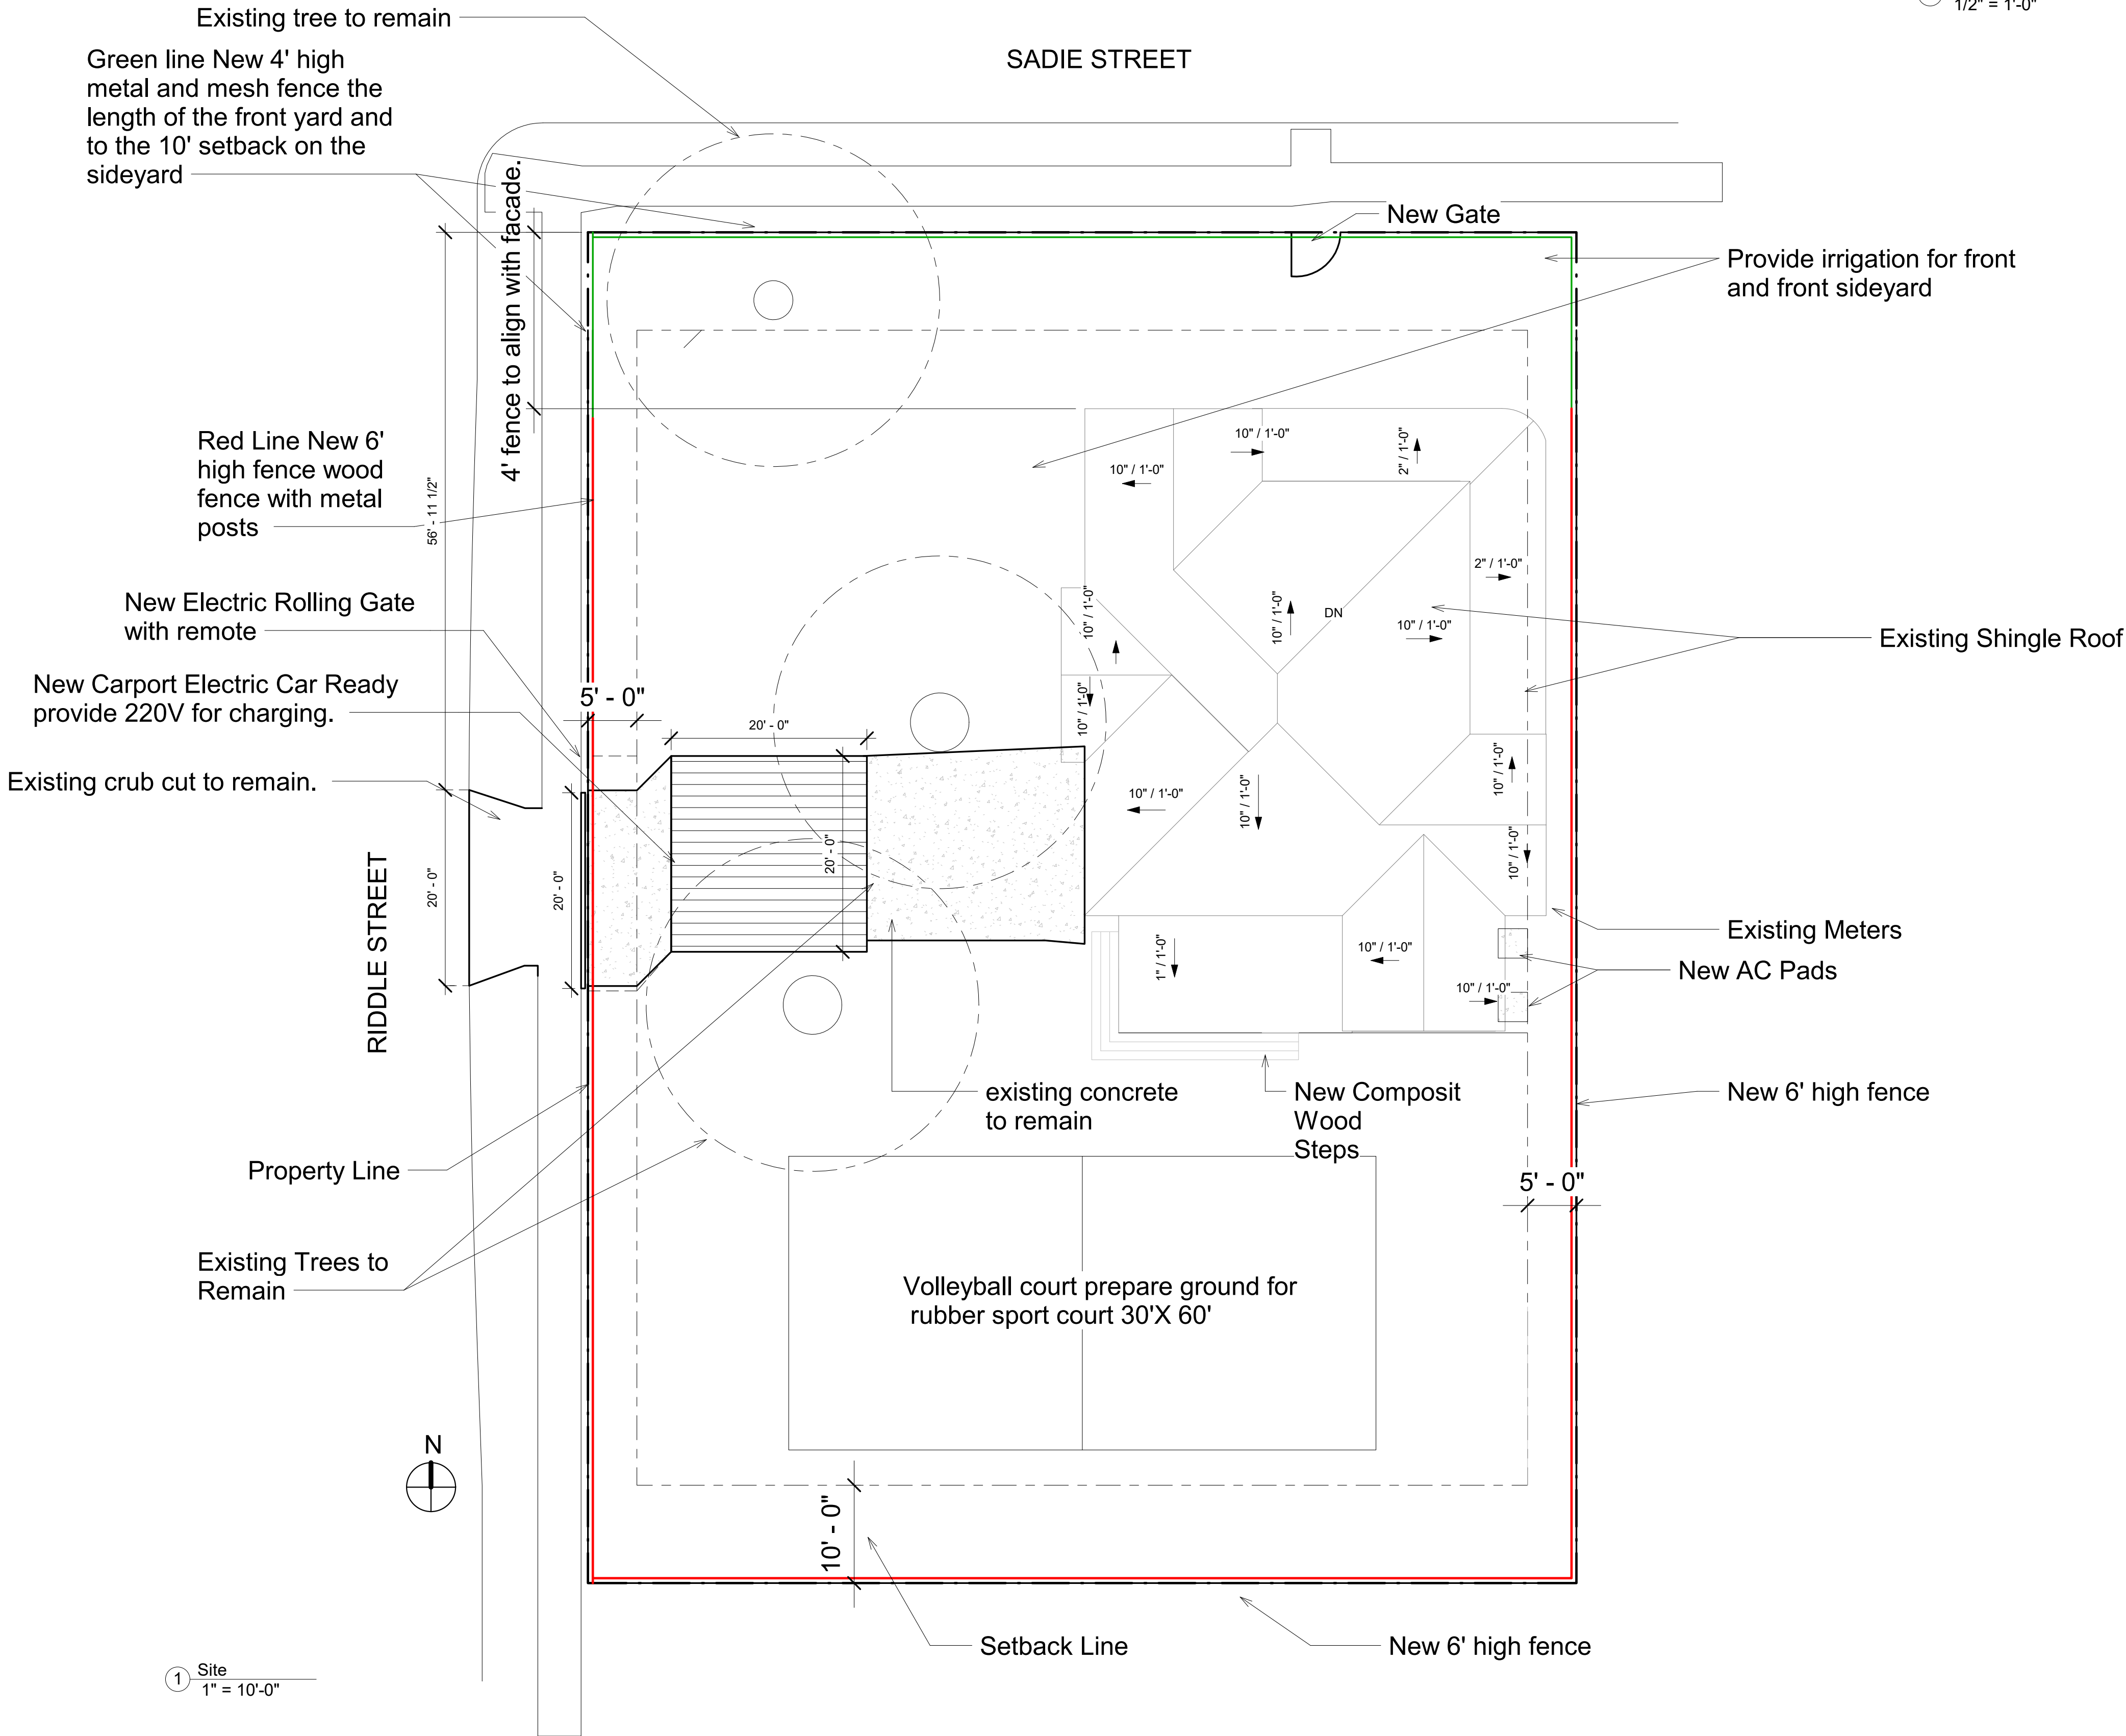 1/2" = 1'-0"
Existing tree to remain
SADIE STREET
Green line New 4' high
metal and mesh fence the
length of the front yard and
to the 10' setback on the
sideyard
4' fence to align with facade.
New Gate
Provide irrigation for front
and front sideyard
Red Line New 6'
high fence wood
fence with metal
posts
56' - 11 1/2"
10" / 1'-0"
10" / 1'-0"
2" / 1'-0"
2" / 1'-0"
10" / 1'-0"
10" / 1'-0"
DN
10" / 1'-0"
Existing Shingle Roof
New Electric Rolling Gate
with remote
New Carport Electric Car Ready
provide 220V for charging.
5' - 0"
20' - 0"
10" / 1'-0"
10" / 1'-0"
10" / 1'-0"
10" / 1'-0"
10" / 1'-0"
Existing crub cut to remain.
20' - 0"
20' - 0"
20' - 0"
RIDDLE STREET
1" / 1'-0"
10" / 1'-0"
10" / 1'-0"
Existing Meters
New AC Pads
existing concrete
to remain
New Composit
Wood
Steps
New 6' high fence
Property Line
5' - 0"
Existing Trees to
Remain
Volleyball court prepare ground for
rubber sport court 30'X 60'
N
10' - 0"
Setback Line
New 6' high fence
1
Site
1" = 10'-0"